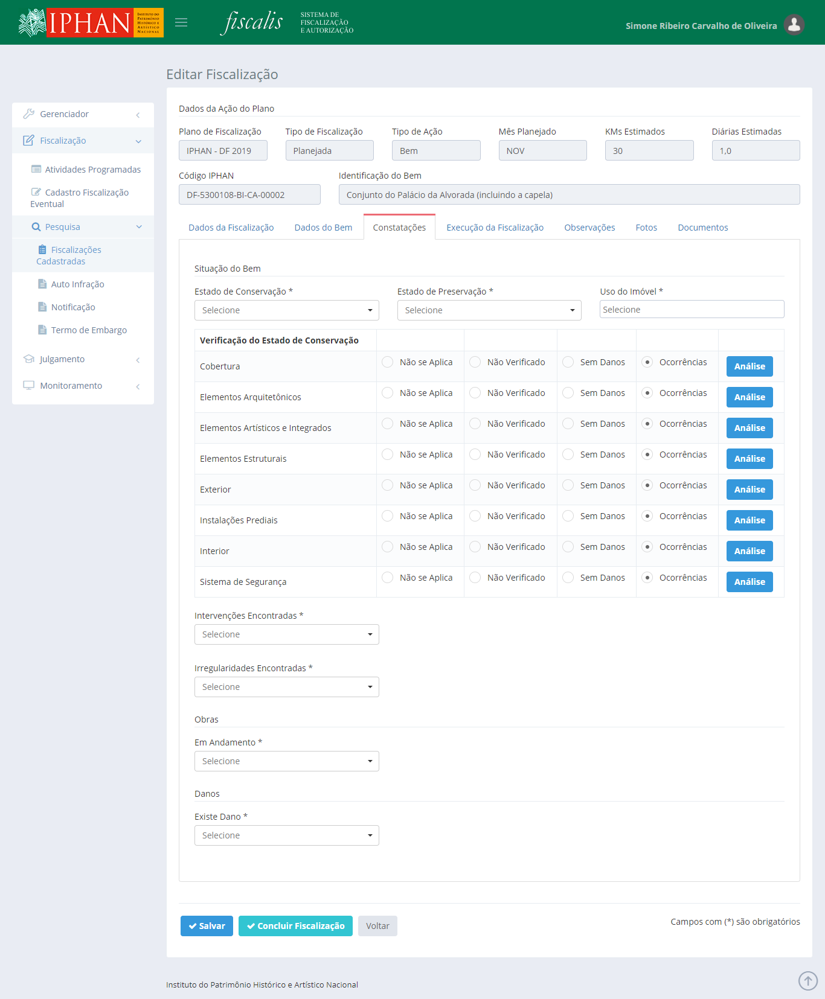 IPHAN
INSTITUTO DO
PATRIMÔNIO
HISTÓRICO E
ARTÍSTICO
NACIONAL
fiscalis
SISTEMA DE
FISCALIZAÇÃO
E AUTORIZAÇÃO
Simone Ribeiro Carvalho de Oliveira
Gerenciador
Fiscalização
Atividades Programadas
Cadastro Fiscalização
Eventual
Pesquisa
Fiscalizações
Cadastradas
Auto Infração
Notificação
Termo de Embargo
Julgamento
Monitoramento
Editar Fiscalização
Dados da Ação do Plano
Plano de Fiscalização Tipo de Fiscalização Tipo de Ação Mês Planejado KMs Estimados Diárias Estimadas
IPHAN - DF 2019 Planejada Bem NOV 30 1,0
Código IPHAN Identificação do Bem
DF-5300108-BI-CA-00002 Conjunto do Palácio da Alvorada (incluindo a capela)
Dados da Fiscalização Dados do Bem Constatações Execução da Fiscalização Observações Fotos Documentos
Situação do Bem
Estado de Conservação * Estado de Preservação * Uso do Imóvel *
Selecione Selecione Selecione
Verificação do Estado de Conservação
Cobertura Não se Aplica Não Verificado Sem Danos Ocorrências Análise
Elementos Arquitetônicos Não se Aplica Não Verificado Sem Danos Ocorrências Análise
Elementos Artísticos e Integrados Não se Aplica Não Verificado Sem Danos Ocorrências Análise
Elementos Estruturais Não se Aplica Não Verificado Sem Danos Ocorrências Análise
Exterior Não se Aplica Não Verificado Sem Danos Ocorrências Análise
Instalações Prediais Não se Aplica Não Verificado Sem Danos Ocorrências Análise
Interior Não se Aplica Não Verificado Sem Danos Ocorrências Análise
Sistema de Segurança Não se Aplica Não Verificado Sem Danos Ocorrências Análise
Intervenções Encontradas *
Selecione
Irregularidades Encontradas *
Selecione
Obras
Em Andamento *
Selecione
Danos
Existe Dano *
Selecione
Salvar Concluir Fiscalização Voltar Campos com (*) são obrigatórios
Instituto do Patrimônio Histórico e Artístico Nacional